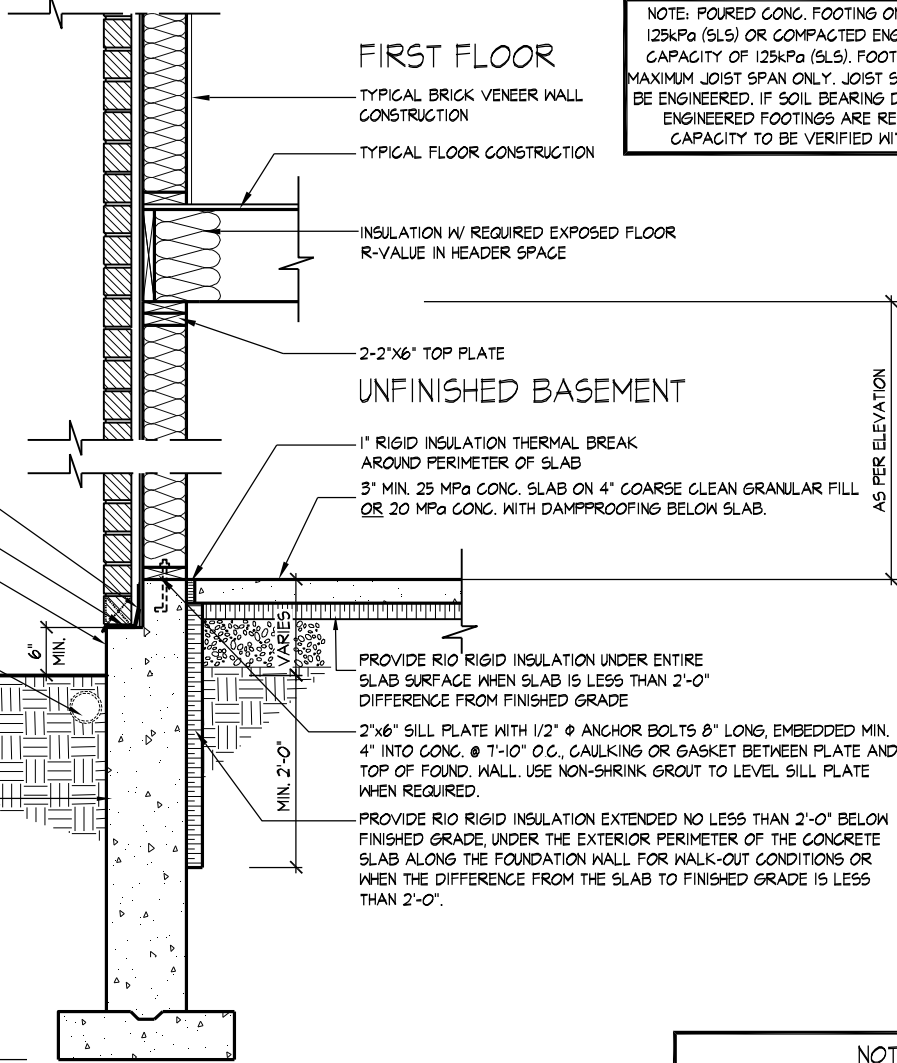 NOTE: POURED CONC. FOOTING ON
125kPa (SLS) OR COMPACTED ENG
CAPACITY OF 125kPa (SLS). FOOT
MAXIMUM JOIST SPAN ONLY. JOIST S
BE ENGINEERED. IF SOIL BEARING D
ENGINEERED FOOTINGS ARE RE
CAPACITY TO BE VERIFIED WI
FIRST FLOOR
TYPICAL BRICK VENEER WALL
CONSTRUCTION
TYPICAL FLOOR CONSTRUCTION
INSULATION W/ REQUIRED EXPOSED FLOOR
R-VALUE IN HEADER SPACE
2-2"X6" TOP PLATE
UNFINISHED BASEMENT
1" RIGID INSULATION THERMAL BREAK
AROUND PERIMETER OF SLAB
3" MIN. 25 MPa CONC. SLAB ON 4" COARSE CLEAN GRANULAR FILL
OR 20 MPa CONC. WITH DAMPPROOFING BELOW SLAB.
AS PER ELEVATION
6"
MIN.
VARIES
MIN. 2'-0"
PROVIDE R10 RIGID INSULATION UNDER ENTIRE
SLAB SURFACE WHEN SLAB IS LESS THAN 2'-0"
DIFFERENCE FROM FINISHED GRADE
2"x6" SILL PLATE WITH 1/2" Φ ANCHOR BOLTS 8" LONG, EMBEDDED MIN.
4" INTO CONC. @ 7'-10" O.C., CAULKING OR GASKET BETWEEN PLATE AND
TOP OF FOUND. WALL. USE NON-SHRINK GROUT TO LEVEL SILL PLATE
WHEN REQUIRED.
PROVIDE R10 RIGID INSULATION EXTENDED NO LESS THAN 2'-0" BELOW
FINISHED GRADE, UNDER THE EXTERIOR PERIMETER OF THE CONCRETE
SLAB ALONG THE FOUNDATION WALL FOR WALK-OUT CONDITIONS OR
WHEN THE DIFFERENCE FROM THE SLAB TO FINISHED GRADE IS LESS
THAN 2'-0".
NOT